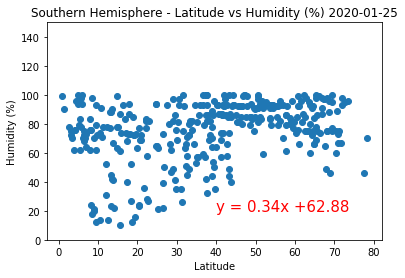 Southern Hemisphere - Latitude vs Humidity (%) 2020-01-25
140
120
100
80
60
40
20
0
Humidity (%)
y = 0.34x +62.88
0 10 20 30 40 50 60 70 80
Latitude